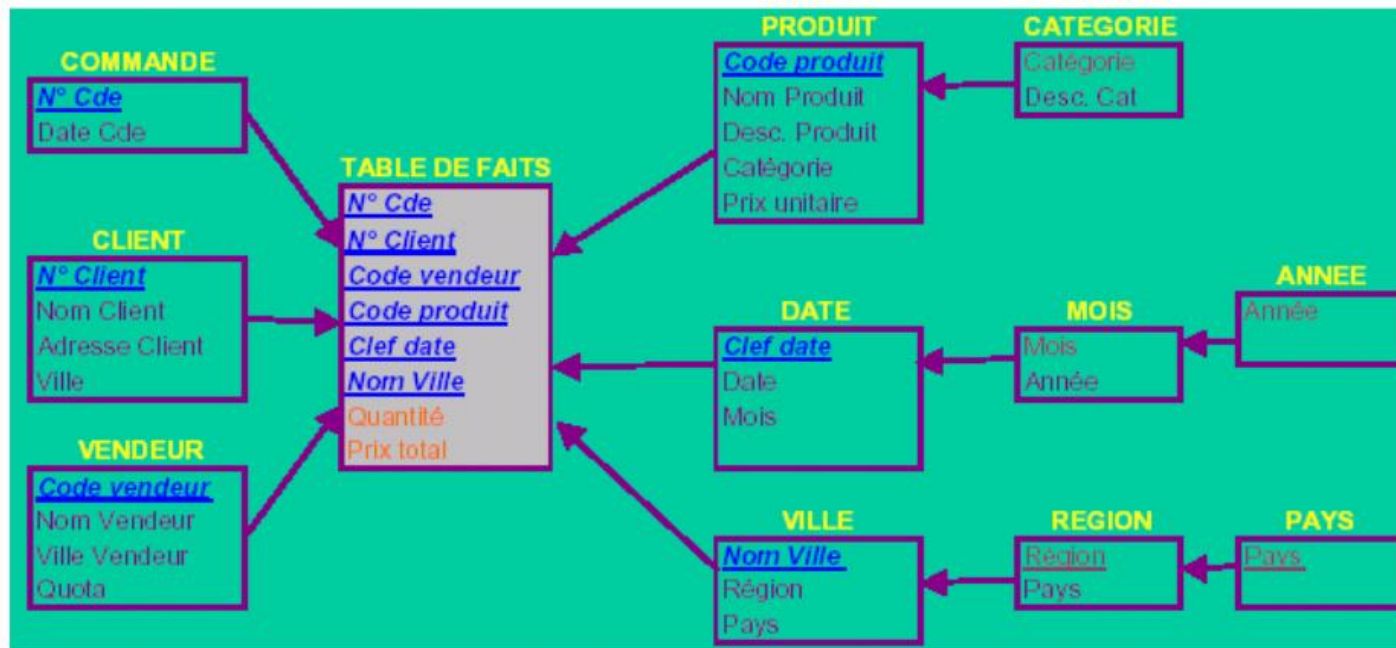 COMMANDE
N° Cde
Date Cde
CLIENT
N° Client
Nom Client
Adresse Client
Ville
VENDEUR
Code vendeur
Nom Vendeur
Ville Vendeur
Quota
TABLE DE FAITS
N° Cde
N° Client
Code vendeur
Code produit
Clef date
Nom Ville
Quantité
Prix total
PRODUIT
Code produit
Nom Produit
Desc. Produit
Catégorie
Prix unitaire
CATEGORIE
Catégorie
Desc. Cat
DATE
Clef date
Date
Mois
MOIS
Mois
Année
ANNEE
Année
VILLE
Nom Ville
Région
Pays
REGION
Région
Pays
PAYS
Pays